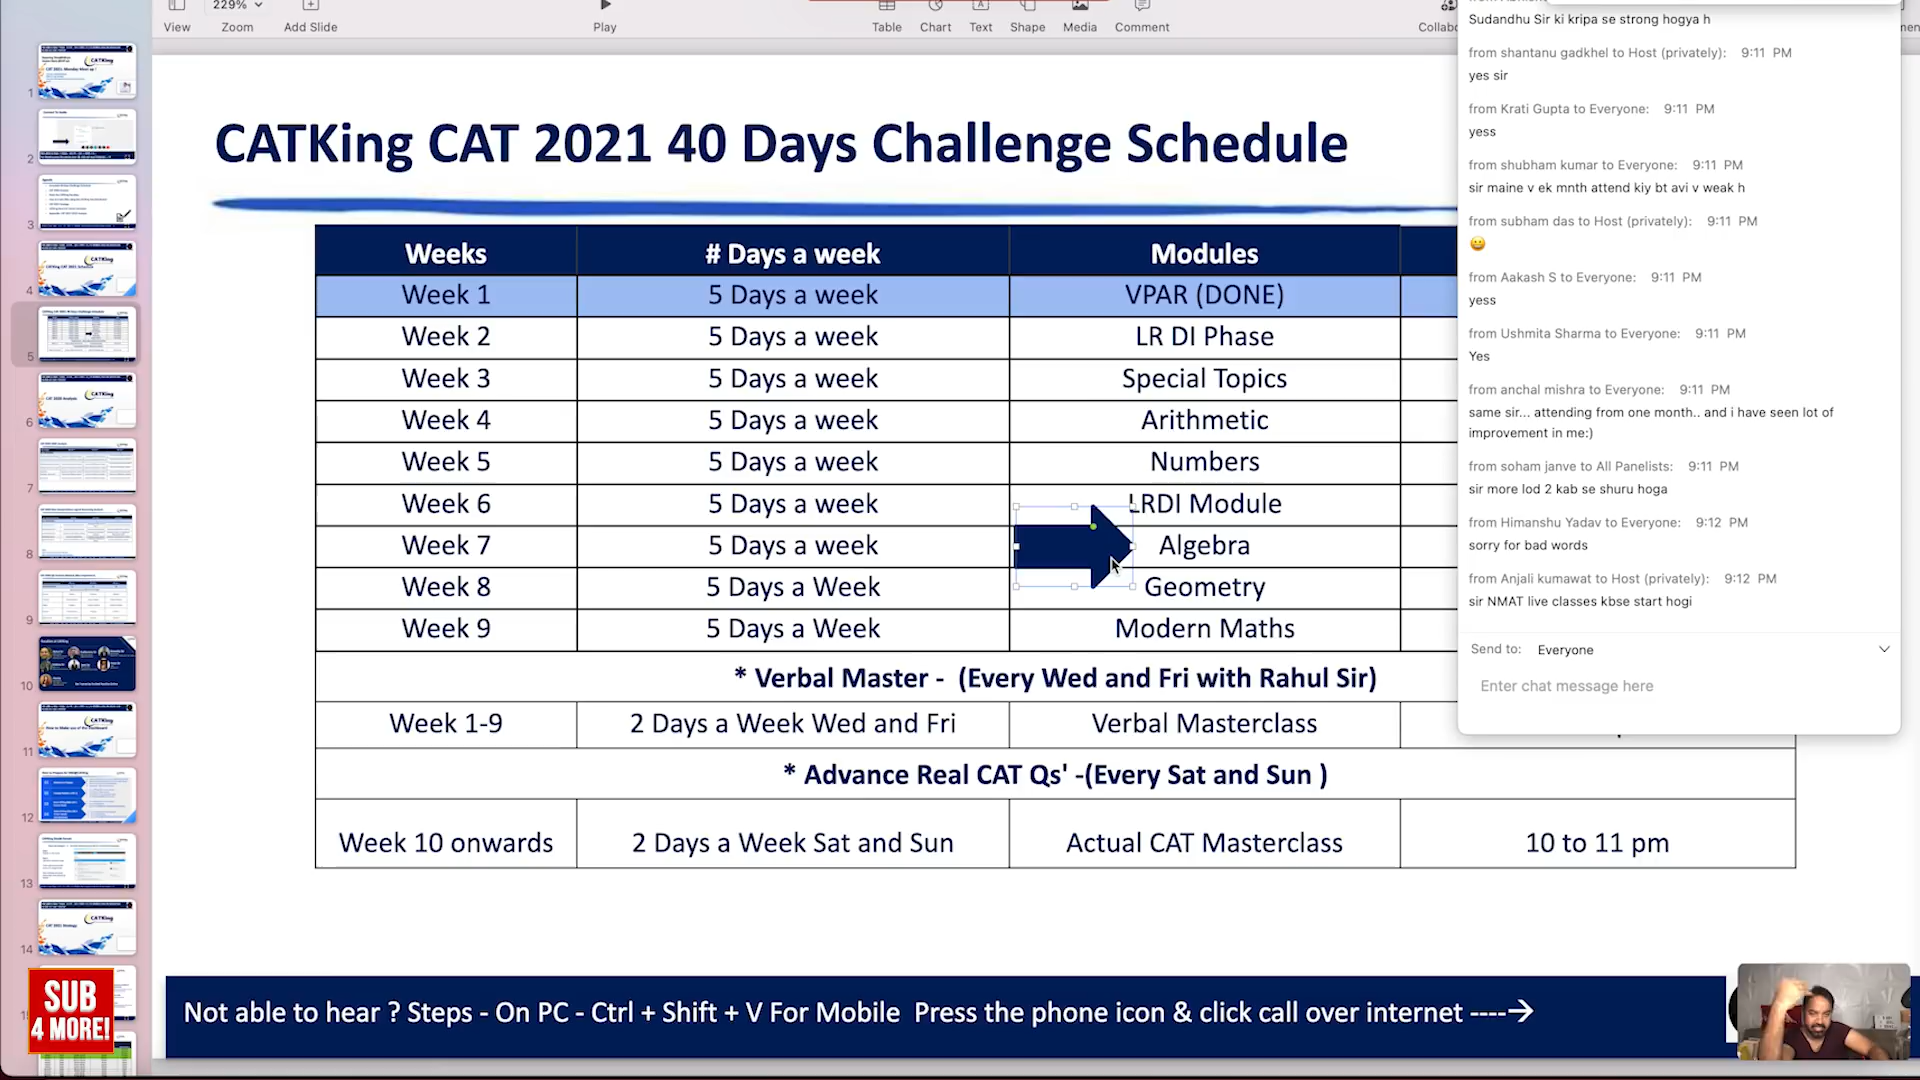 229%
View
Zoom
Add Slide
Play
Table
Chart
Text
Shape
Media
Comment
CATKing CAT 2021 40 Days Challenge Schedule
Weeks # Days a week Modules
Week 1 5 Days a week VPAR (DONE)
Week 2 5 Days a week LR DI Phase
Week 3 5 Days a week Special Topics
Week 4 5 Days a week Arithmetic
Week 5 5 Days a week Numbers
Week 6 5 Days a week LRDI Module
Week 7 5 Days a week Algebra
Week 8 5 Days a Week Geometry
Week 9 5 Days a Week Modern Maths
* Verbal Master - (Every Wed and Fri with Rahul Sir)
Week 1-9 2 Days a Week Wed and Fri Verbal Masterclass
* Advance Real CAT Qs' -(Every Sat and Sun )
Week 10 onwards 2 Days a Week Sat and Sun Actual CAT Masterclass 10 to 11 pm
Not able to hear ? Steps - On PC - Ctrl + Shift + V For Mobile Press the phone icon & click call over internet ---->
Sudandhu Sir ki kripa se strong hogya h
from shantanu gadkhel to Host (privately): 9:11 PM
yes sir
from Krati Gupta to Everyone: 9:11 PM
yess
from shubham kumar to Everyone: 9:11 PM
sir maine v ek mnth attend kiy bt avi v weak h
from subham das to Host (privately): 9:11 PM
😀
from Aakash S to Everyone: 9:11 PM
yess
from Ushmita Sharma to Everyone: 9:11 PM
Yes
from anchal mishra to Everyone: 9:11 PM
same sir... attending from one month.. and i have seen lot of
improvement in me:)
from soham janve to All Panelists: 9:11 PM
sir more lod 2 kab se shuru hoga
from Himanshu Yadav to Everyone: 9:12 PM
sorry for bad words
from Anjali kumawat to Host (privately): 9:12 PM
sir NMAT live classes kbse start hogi
Send to: Everyone
Enter chat message here
1
2
3
4
5
6
7
8
9
10
11
12
13
14
SUB
4 MORE!